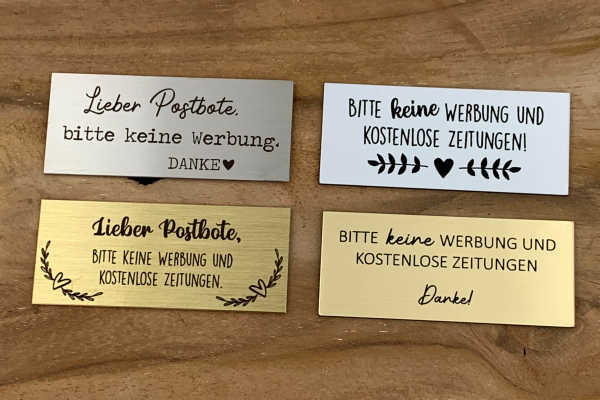 Lieber Postbote.
bitte keine Werbung.
DANKE♥
BITTE keine WERBUNG UND
KOSTENLOSE ZEITUNGEN!
Lieber Postbote,
BITTE KEINE WERBUNG UND
KOSTENLOSE ZEITUNGEN.
BITTE keine WERBUNG UND
KOSTENLOSE ZEITUNGEN
Danke!